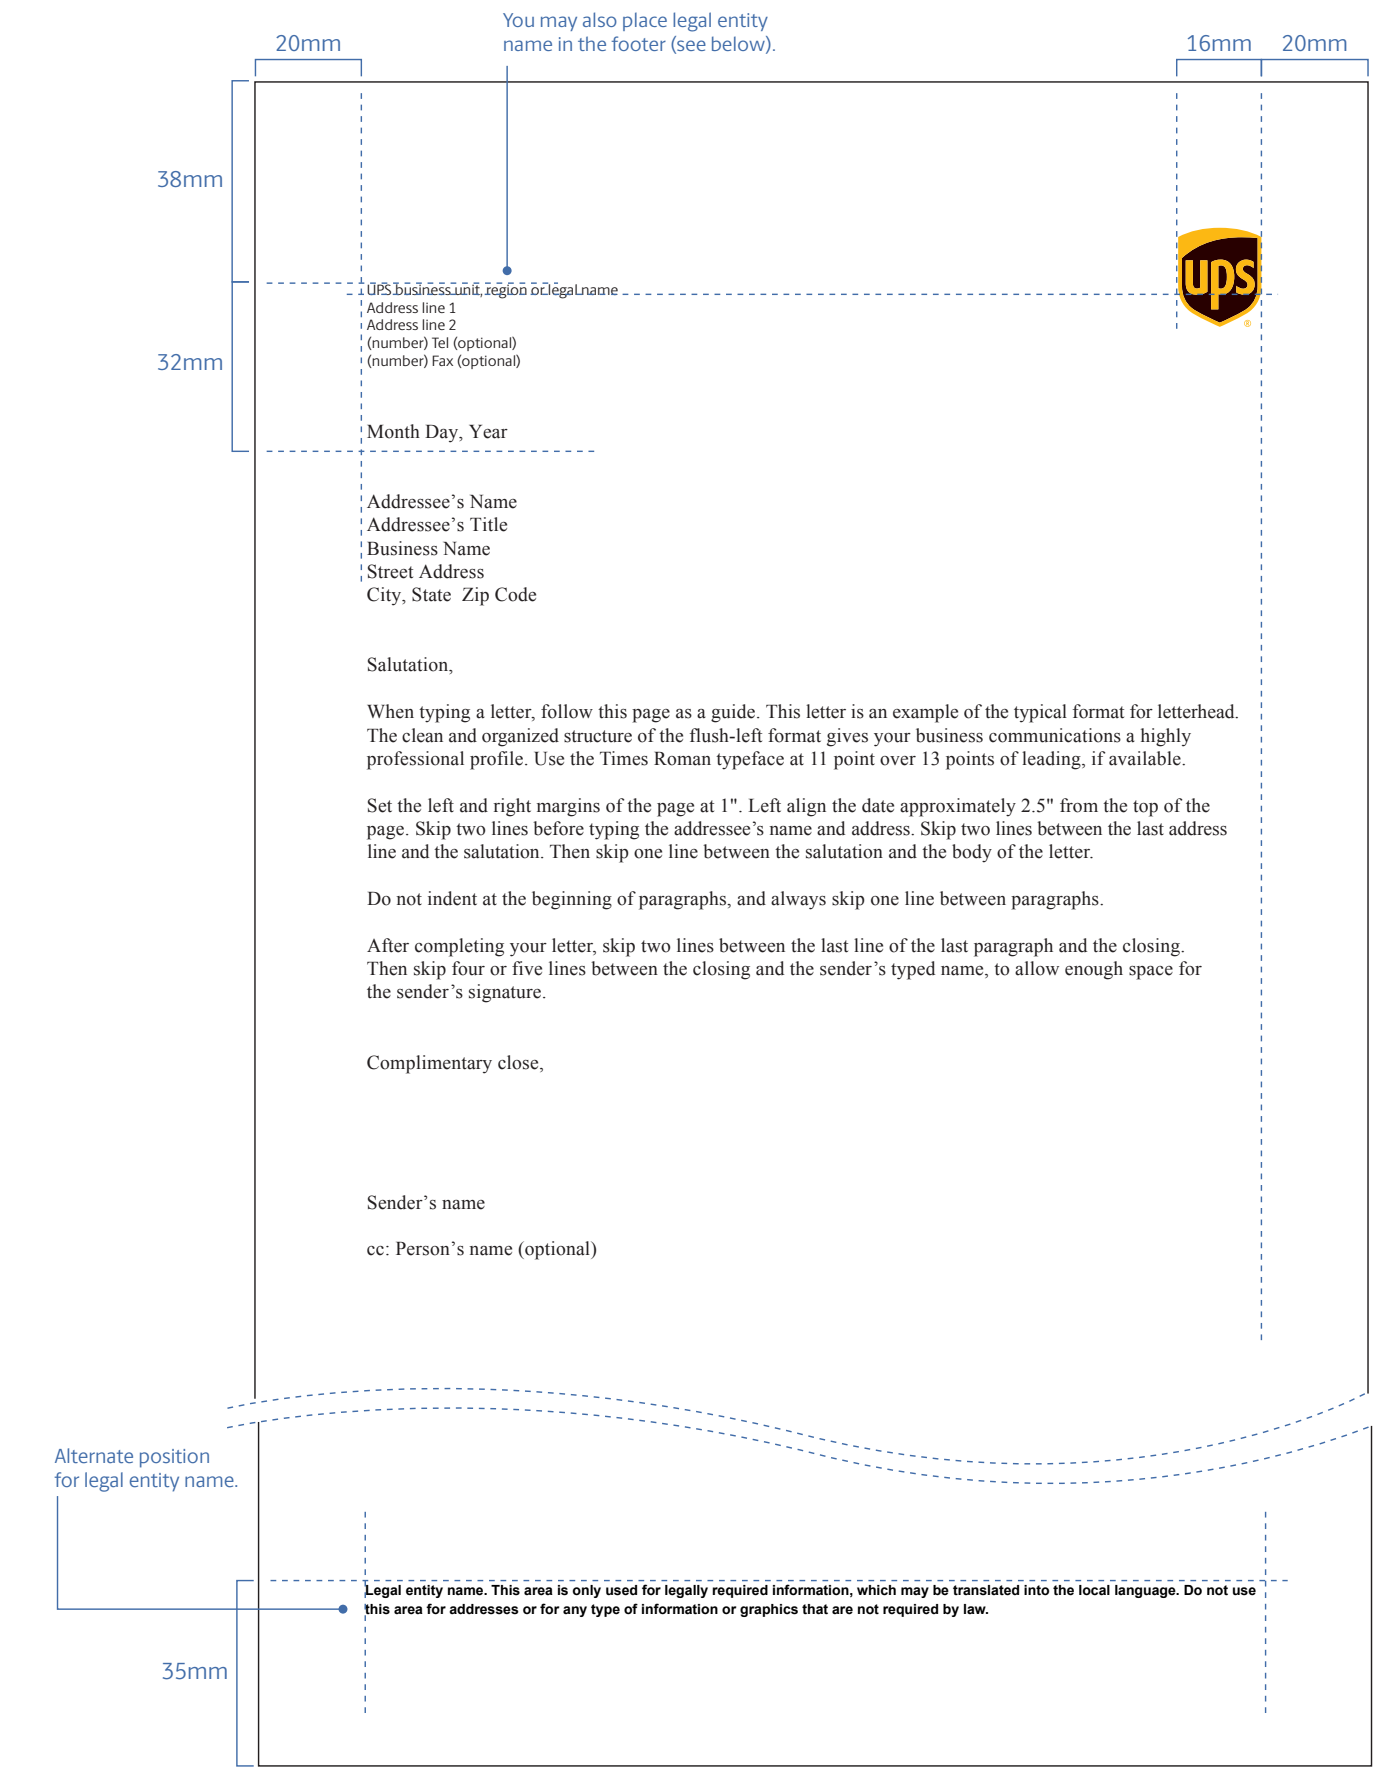 You may also place legal entity
name in the footer (see below).
20mm
16mm
20mm
38mm
ups
®
UPS business unit, region or legal name
Address line 1
Address line 2
(number) Tel (optional)
(number) Fax (optional)
32mm
Month Day, Year
Addressee’s Name
Addressee’s Title
Business Name
Street Address
City, State  Zip Code
Salutation,
When typing a letter, follow this page as a guide. This letter is an example of the typical format for letterhead.
The clean and organized structure of the flush-left format gives your business communications a highly
professional profile. Use the Times Roman typeface at 11 point over 13 points of leading, if available.
Set the left and right margins of the page at 1". Left align the date approximately 2.5" from the top of the
page. Skip two lines before typing the addressee’s name and address. Skip two lines between the last address
line and the salutation. Then skip one line between the salutation and the body of the letter.
Do not indent at the beginning of paragraphs, and always skip one line between paragraphs.
After completing your letter, skip two lines between the last line of the last paragraph and the closing.
Then skip four or five lines between the closing and the sender’s typed name, to allow enough space for
the sender’s signature.
Complimentary close,
Sender’s name
cc: Person’s name (optional)
Alternate position
for legal entity name.
Legal entity name. This area is only used for legally required information, which may be translated into the local language. Do not use
this area for addresses or for any type of information or graphics that are not required by law.
35mm